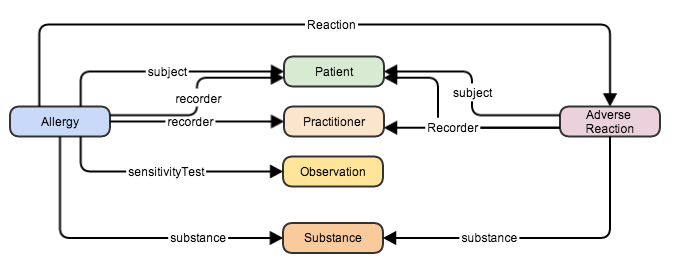 Reaction
subject
Patient
recorder
subject
Allergy
recorder
Practitioner
Recorder
Adverse
Reaction
sensitivityTest
Observation
substance
Substance
substance